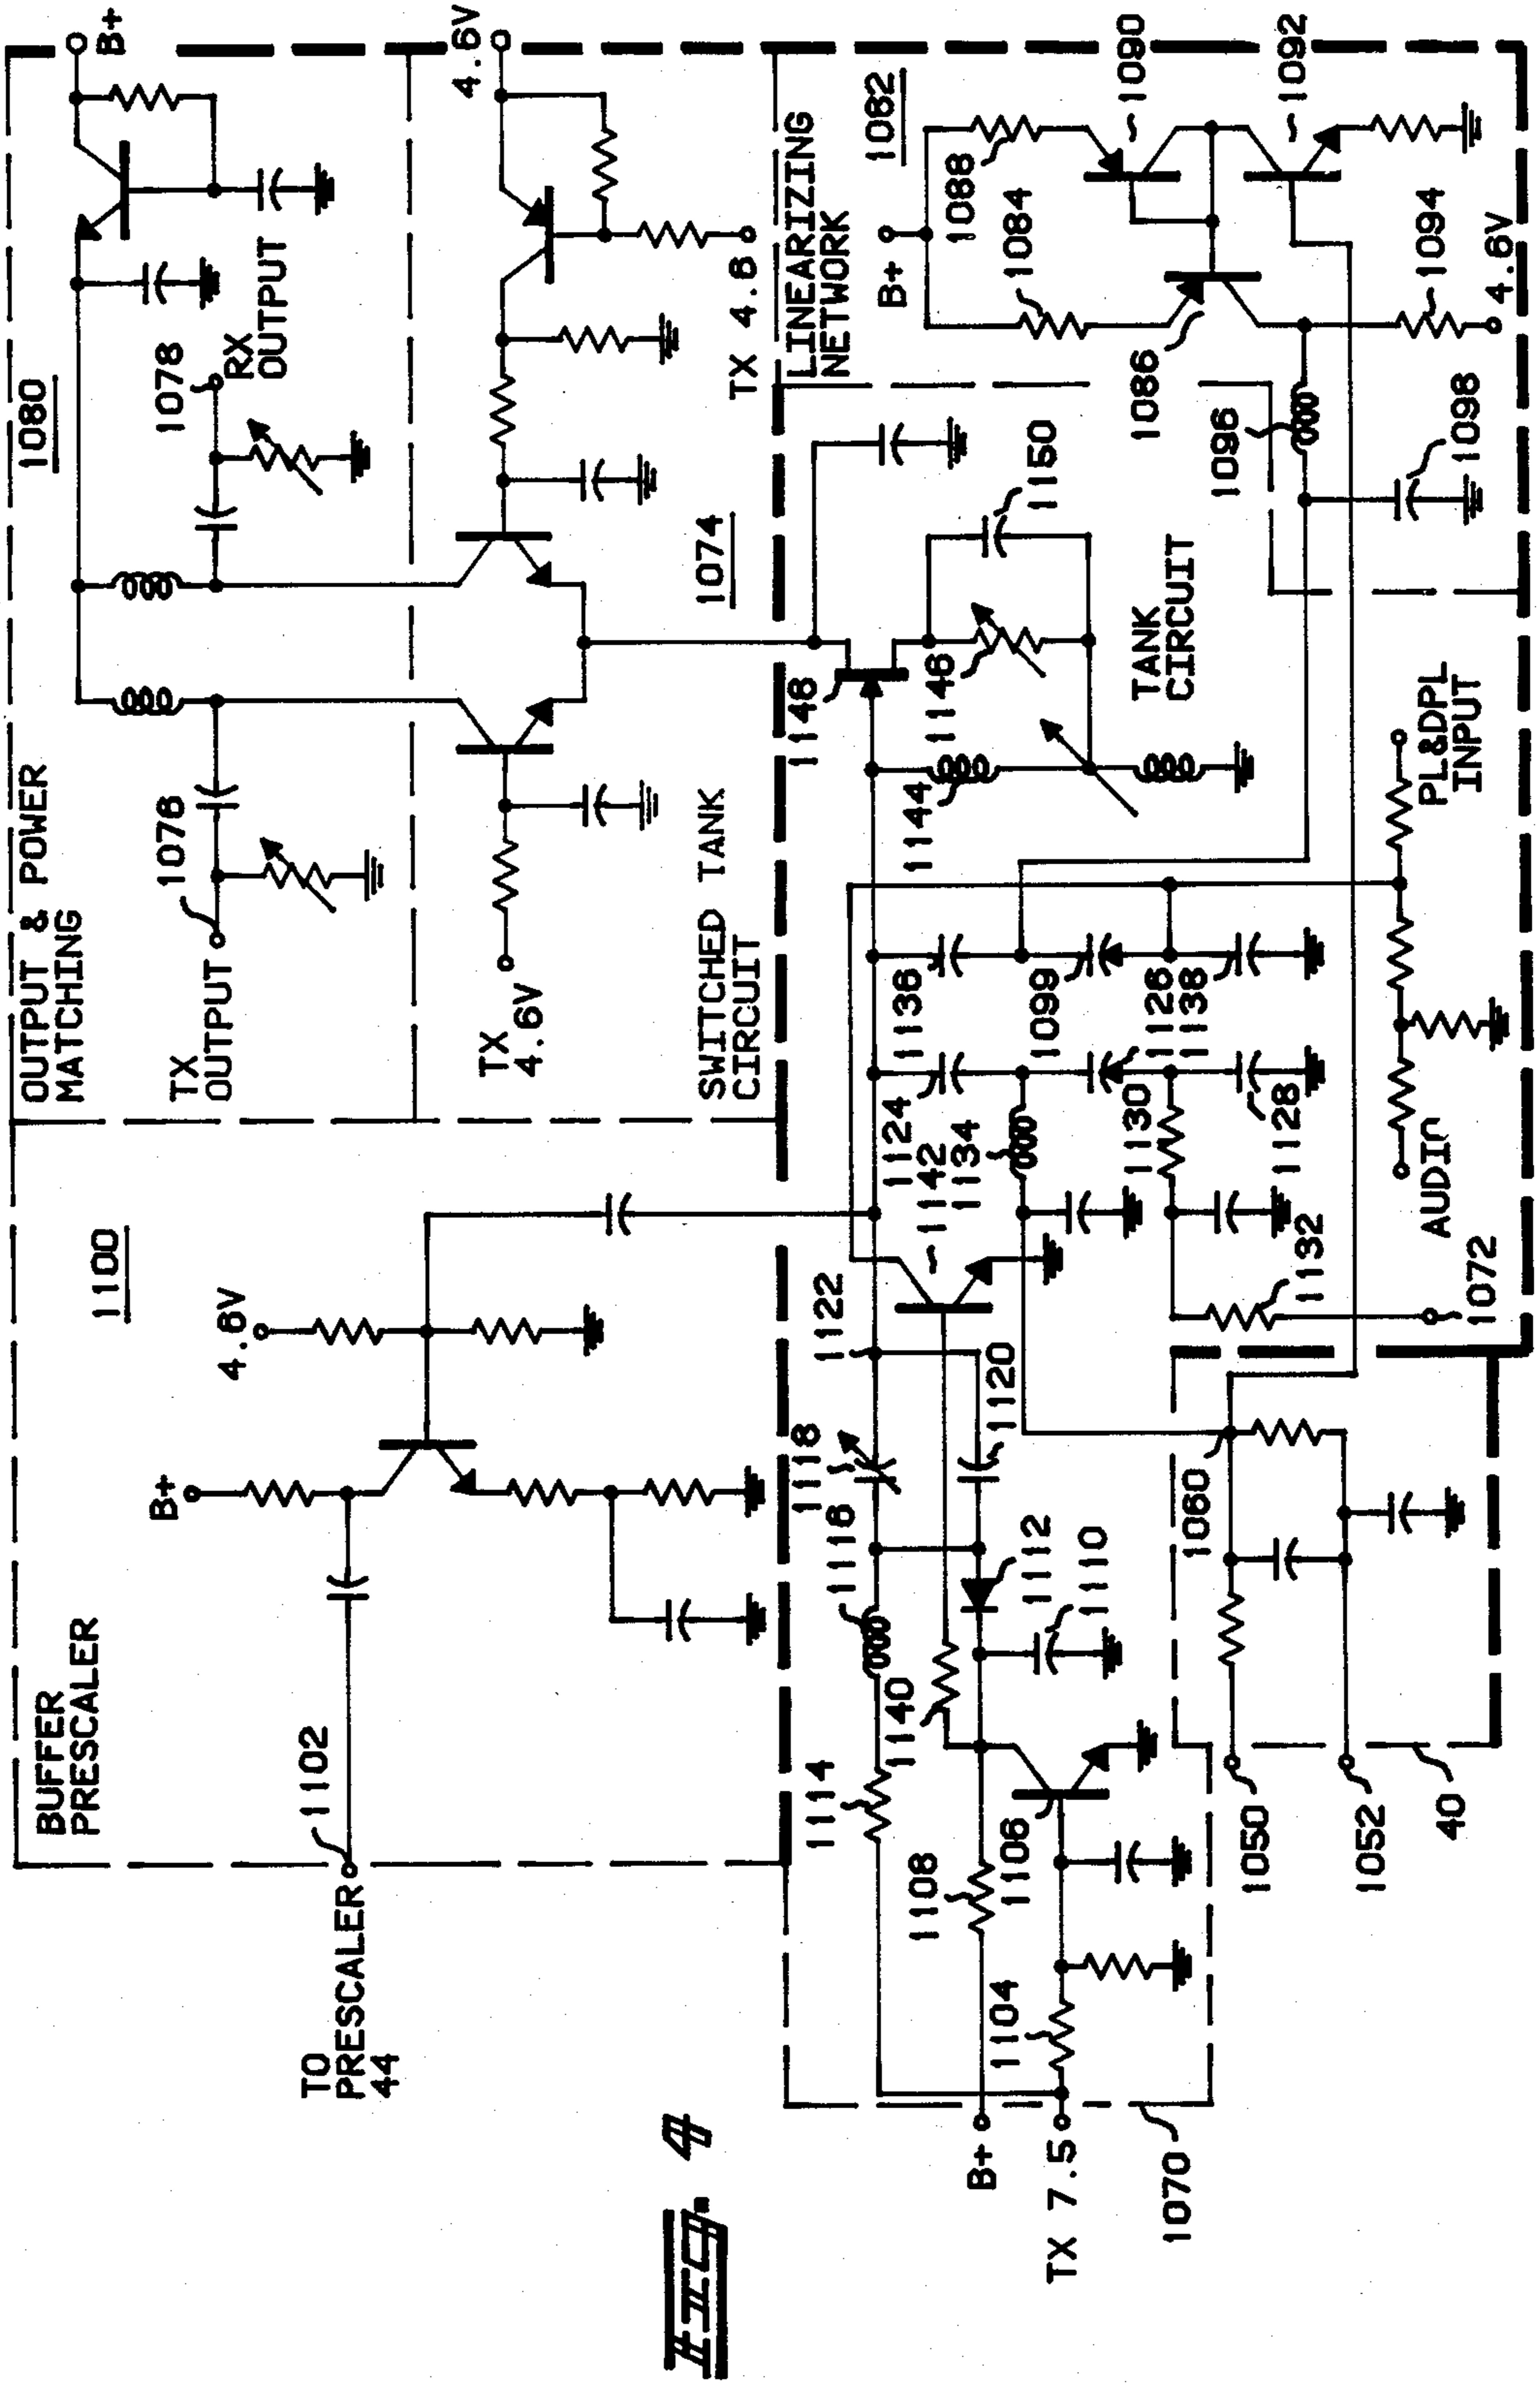 OUTPUT & POWER
MATCHING
1080
B+
1078
RX
OUTPUT
1076
TX
OUTPUT
4.6V
TX 4.6
TX
4.6V
1074
SWITCHED TANK
CIRCUIT
BUFFER
PRESCALER
1100
4.6V
B+
1102
TO
PRESCALER
44
LINEARIZING
NETWORK
1082
B+
1088
1084
1090
1086
1092
1094
4.6V
1096
1098
1148
1150
1146
1144
TANK
CIRCUIT
PL&DPL
INPUT
1136
1099
1126
1138
1124
1142
1134
1130
1128
AUDIO
1132
1072
1122
1120
1118
1116
1112
1110
1060
1140
1114
1108
1106
1104
1050
1052
40
B+
TX 7.5
1070
FIG. 4